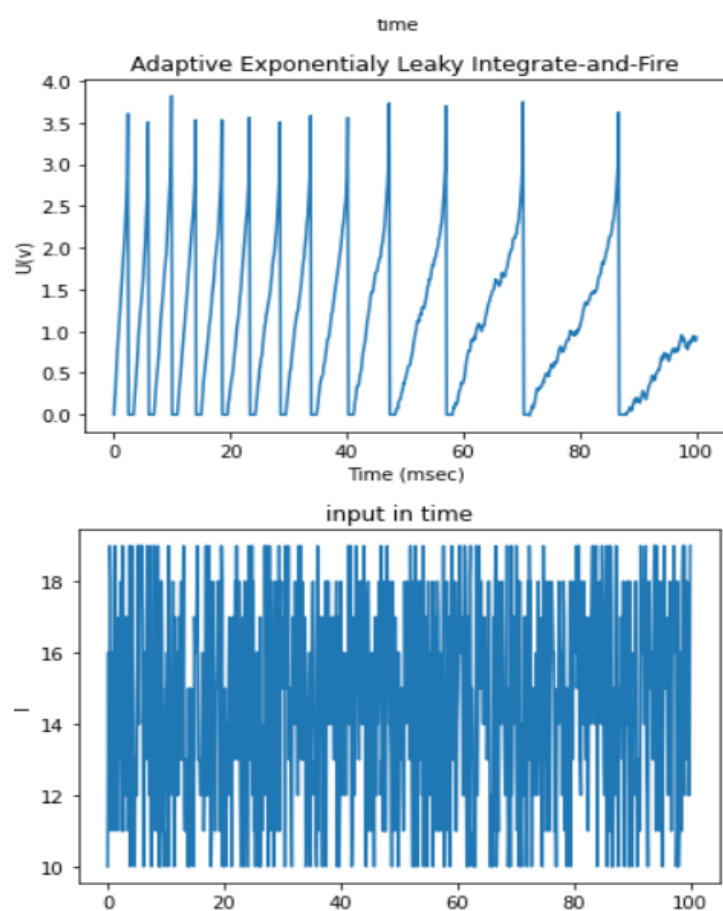 time
Adaptive Exponentialy Leaky Integrate-and-Fire
4.0
3.5
3.0
2.5
2.0
1.5
1.0
0.5
0.0
U(v)
0 20 40 60 80 100
Time (msec)
input in time
18
16
14
12
10
I
0 20 40 60 80 100